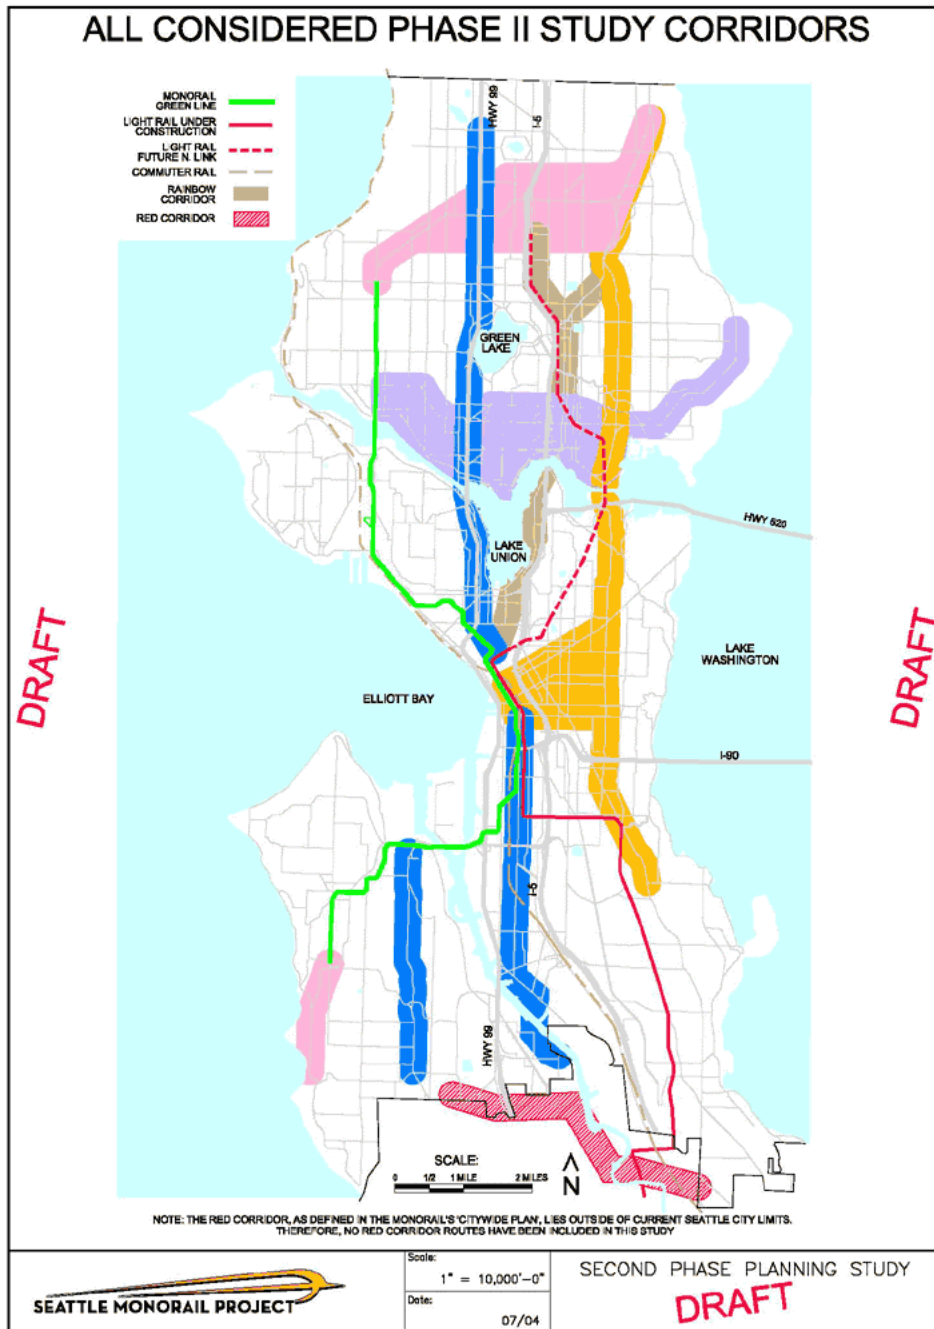 ALL CONSIDERED PHASE II STUDY CORRIDORS
MONORAIL
GREEN LINE
LIGHT RAIL UNDER
CONSTRUCTION
LIGHT RAIL
FUTURE N. LINK
COMMUTER RAIL
RAINBOW
CORRIDOR
RED CORRIDOR
HWY 99
I-5
GREEN
LAKE
HWY 520
LAKE
UNION
DRAFT
DRAFT
LAKE
WASHINGTON
ELLIOTT BAY
I-90
I-5
HWY 99
SCALE:
0 1/2 1 MILE 2 MILES
N
NOTE: THE RED CORRIDOR, AS DEFINED IN THE MONORAIL'S 'CITYWIDE PLAN', LIES OUTSIDE OF CURRENT SEATTLE CITY LIMITS.
THEREFORE, NO RED CORRIDOR ROUTES HAVE BEEN INCLUDED IN THIS STUDY
SEATTLE MONORAIL PROJECT
Scale:
1" = 10,000'-0"
Date:
07/04
SECOND PHASE PLANNING STUDY
DRAFT